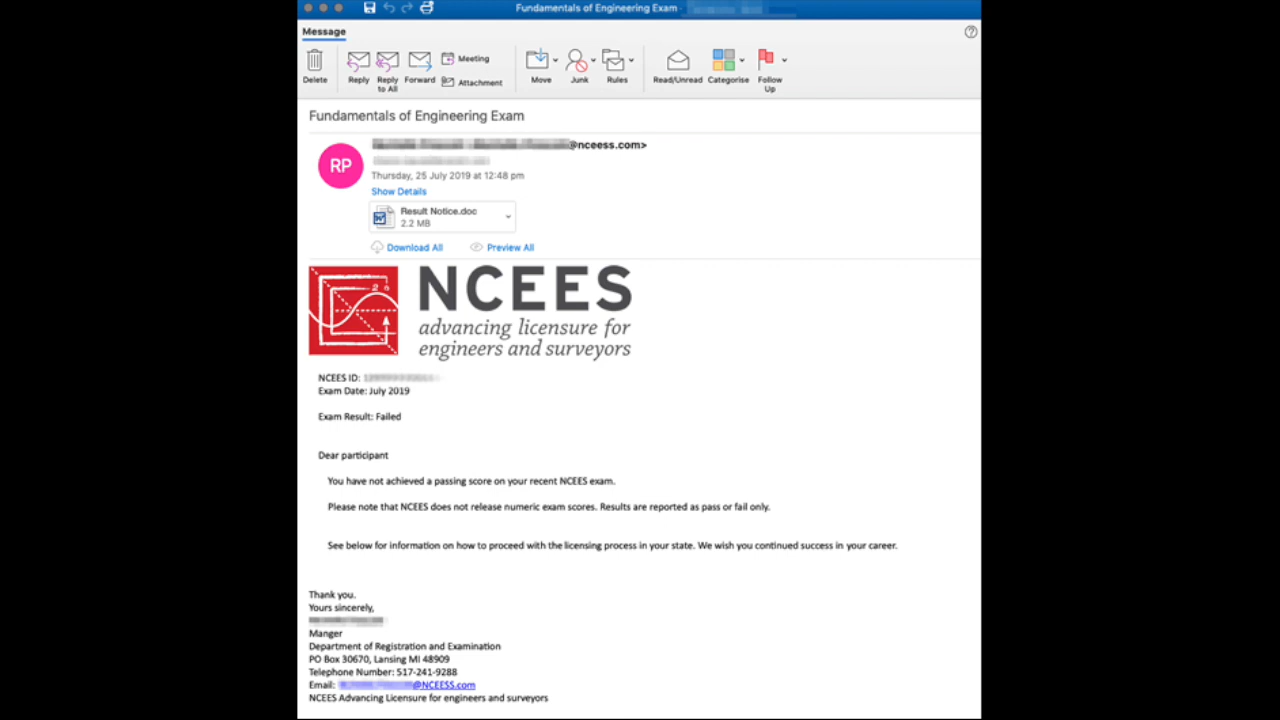 Fundamentals of Engineering Exam
Message
Delete
Reply
Reply to All
Forward
Meeting
Attachment
Move
Junk
Rules
Read/Unread
Categorise
Follow Up
Fundamentals of Engineering Exam
RP
@nceess.com>
Thursday, 25 July 2019 at 12:48 pm
Show Details
Result Notice.doc
2.2 MB
Download All
Preview All
NCEES
advancing licensure for
engineers and surveyors
NCEES ID:
Exam Date: July 2019
Exam Result: Failed
Dear participant
You have not achieved a passing score on your recent NCEES exam.
Please note that NCEES does not release numeric exam scores. Results are reported as pass or fail only.
See below for information on how to proceed with the licensing process in your state. We wish you continued success in your career.
Thank you.
Yours sincerely,
Manger
Department of Registration and Examination
PO Box 30670, Lansing MI 48909
Telephone Number: 517-241-9288
Email: @NCEESS.com
NCEES Advancing Licensure for engineers and surveyors